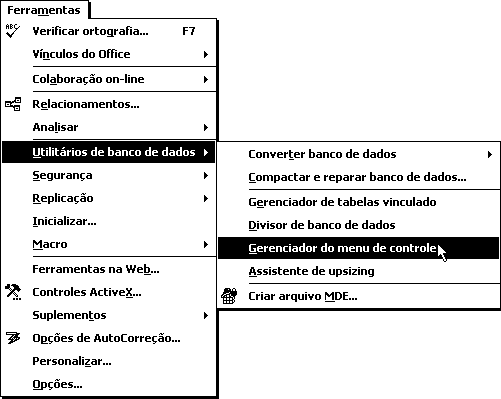 Ferramentas
Verificar ortografia... F7
Vínculos do Office
Colaboração on-line
Relacionamentos...
Analisar
Utilitários de banco de dados
Segurança
Replicação
Inicializar...
Macro
Ferramentas na Web...
Controles ActiveX...
Suplementos
Opções de AutoCorreção...
Personalizar...
Opções...
Converter banco de dados
Compactar e reparar banco de dados...
Gerenciador de tabelas vinculado
Divisor de banco de dados
Gerenciador do menu de controle
Assistente de upsizing
Criar arquivo MDE...